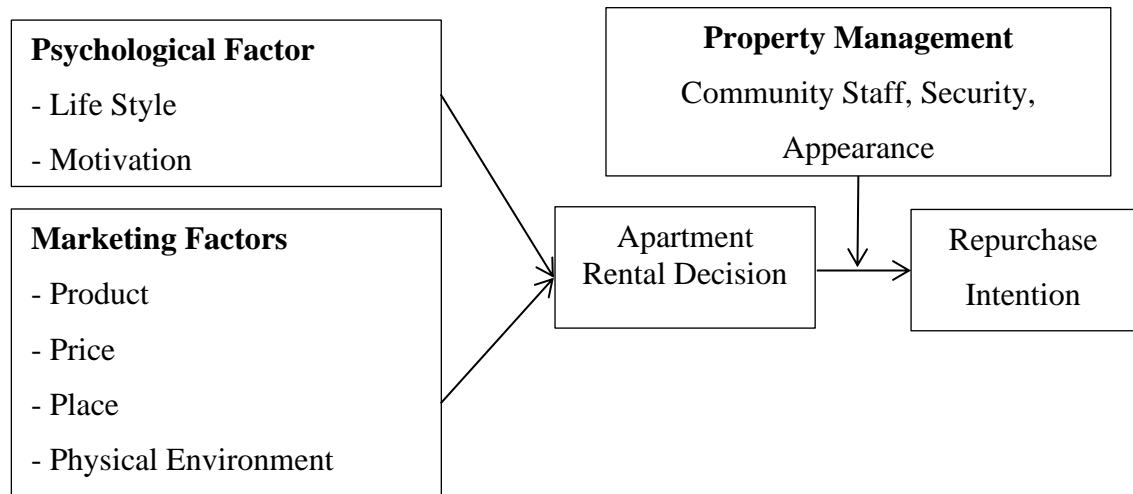 Psychological Factor
- Life Style
- Motivation
Marketing Factors
- Product
- Price
- Place
- Physical Environment
Property Management
Community Staff, Security,
Appearance
Apartment
Rental Decision
Repurchase
Intention